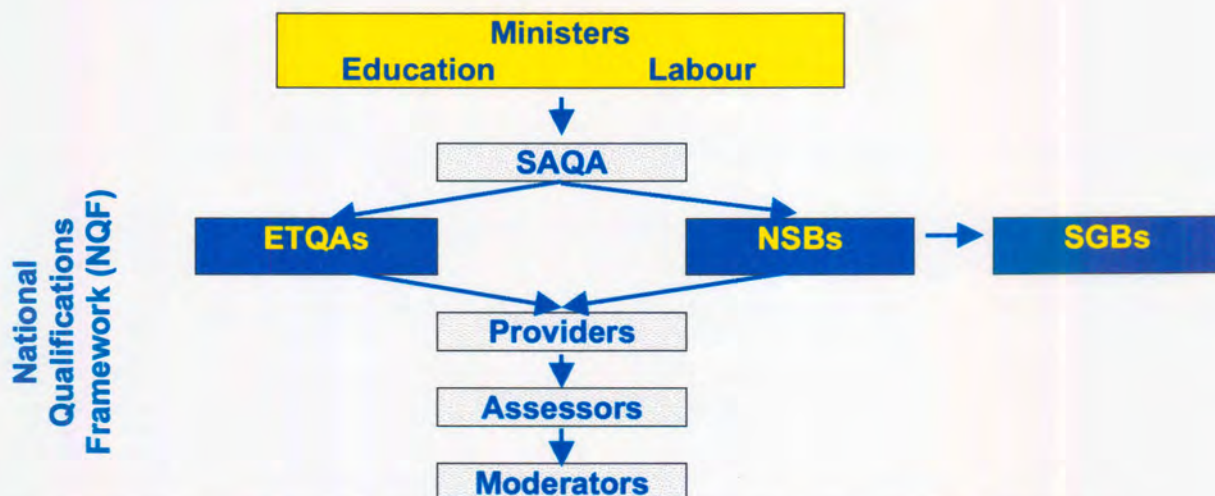 Ministers
Education Labour
SAQA
ETQAs NSBs SGBs
Providers
Assessors
Moderators
National
Qualifications
Framework (NQF)